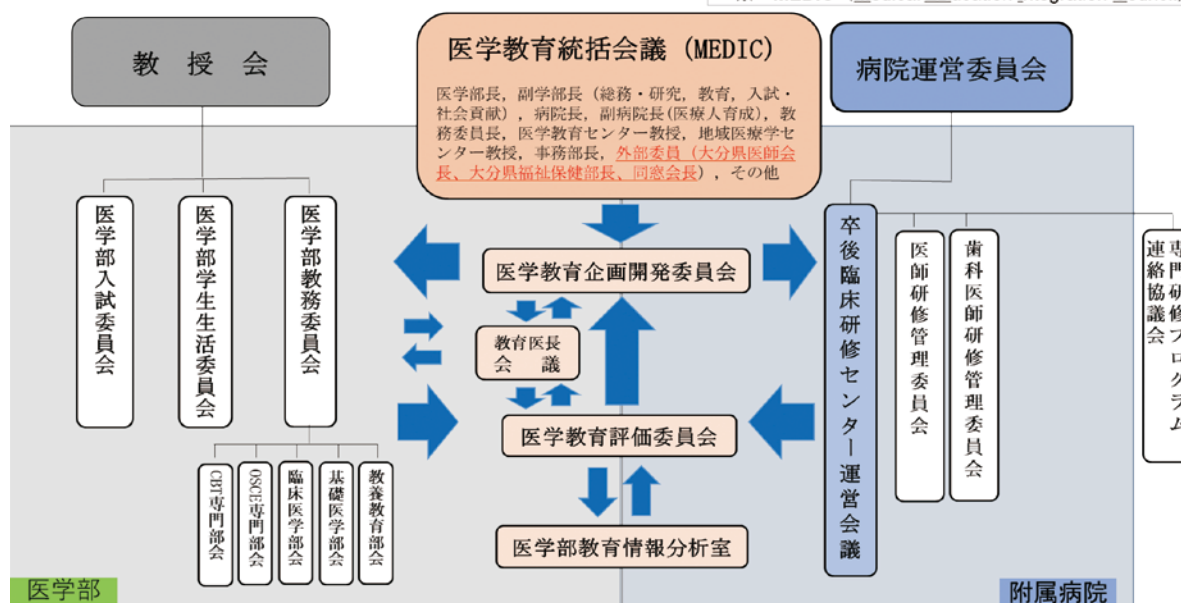 教 授 会
医学教育統括会議 (MEDIC)
医学部長，副学部長（総務・研究，教育，入試・
社会貢献），病院長，副病院長(医療人育成)，教
務委員長，医学教育センター教授，地域医療学セ
ンター教授，事務部長，外部委員（大分県医師会
長、大分県福祉保健部長、同窓会長），その他
病院運営委員会
医学部入試委員会
医学部学生生活委員会
医学部教務委員会
医学教育企画開発委員会
教育医長
会 議
医学教育評価委員会
医学部教育情報分析室
卒後臨床研修センター運営会議
医師研修管理委員会
歯科医師研修管理委員会
専門研修プログラム
連絡協議会
CBT専門部会
OSCE専門部会
臨床医学部会
基礎医学部会
教養教育部会
医学部
附属病院